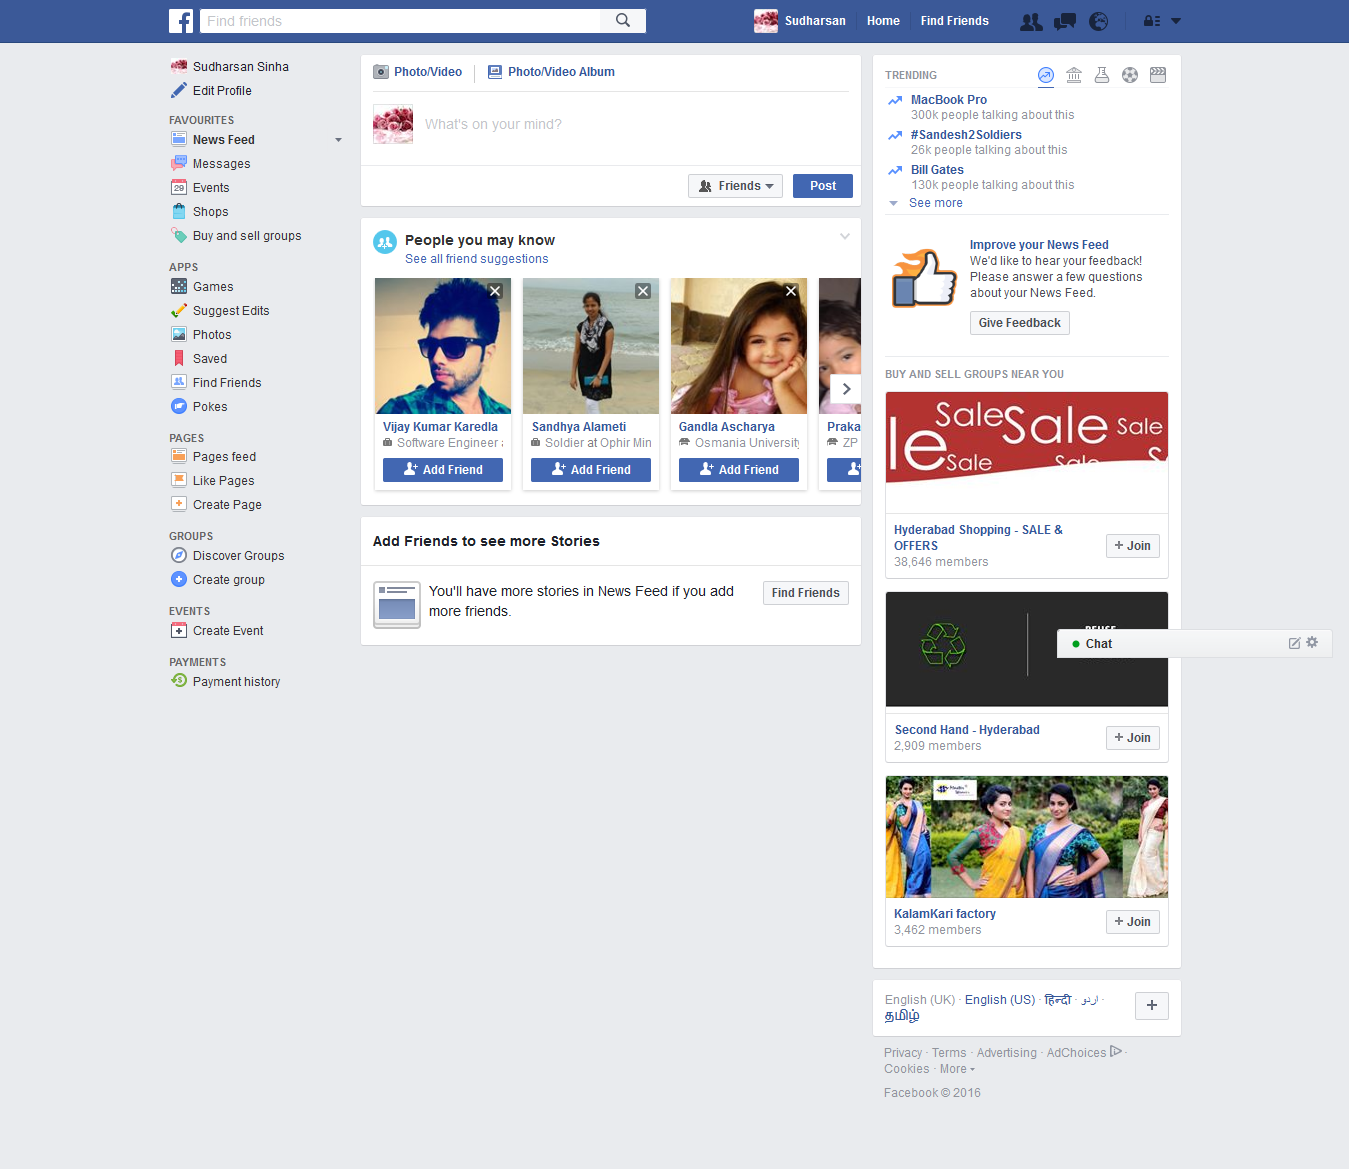 Find friends
Sudharsan
Home
Find Friends
Sudharsan Sinha
Edit Profile
FAVOURITES
News Feed
Messages
29
Events
Shops
Buy and sell groups
APPS
Games
Suggest Edits
Photos
Saved
Find Friends
Pokes
PAGES
Pages feed
Like Pages
Create Page
GROUPS
Discover Groups
Create group
EVENTS
Create Event
PAYMENTS
Payment history
Photo/Video
Photo/Video Album
What's on your mind?
Friends
Post
People you may know
See all friend suggestions
Vijay Kumar Karedla
Software Engineer
Add Friend
Sandhya Alameti
Soldier at Ophir Min
Add Friend
Gandla Ascharya
Osmania University
Add Friend
Praka
ZP
Add Friends to see more Stories
You'll have more stories in News Feed if you add
more friends.
Find Friends
TRENDING
MacBook Pro
300k people talking about this
#Sandesh2Soldiers
26k people talking about this
Bill Gates
130k people talking about this
See more
Improve your News Feed
We'd like to hear your feedback!
Please answer a few questions
about your News Feed.
Give Feedback
BUY AND SELL GROUPS NEAR YOU
Sale Sale Sale
le Sale Sale S
Hyderabad Shopping - SALE &
OFFERS
38,646 members
+ Join
Chat
Second Hand - Hyderabad
2,909 members
+ Join
KalamKari factory
3,462 members
+ Join
English (UK) · English (US) · हिन्दी · اردو ·
தமிழ்
+
Privacy · Terms · Advertising · AdChoices ·
Cookies · More
Facebook © 2016